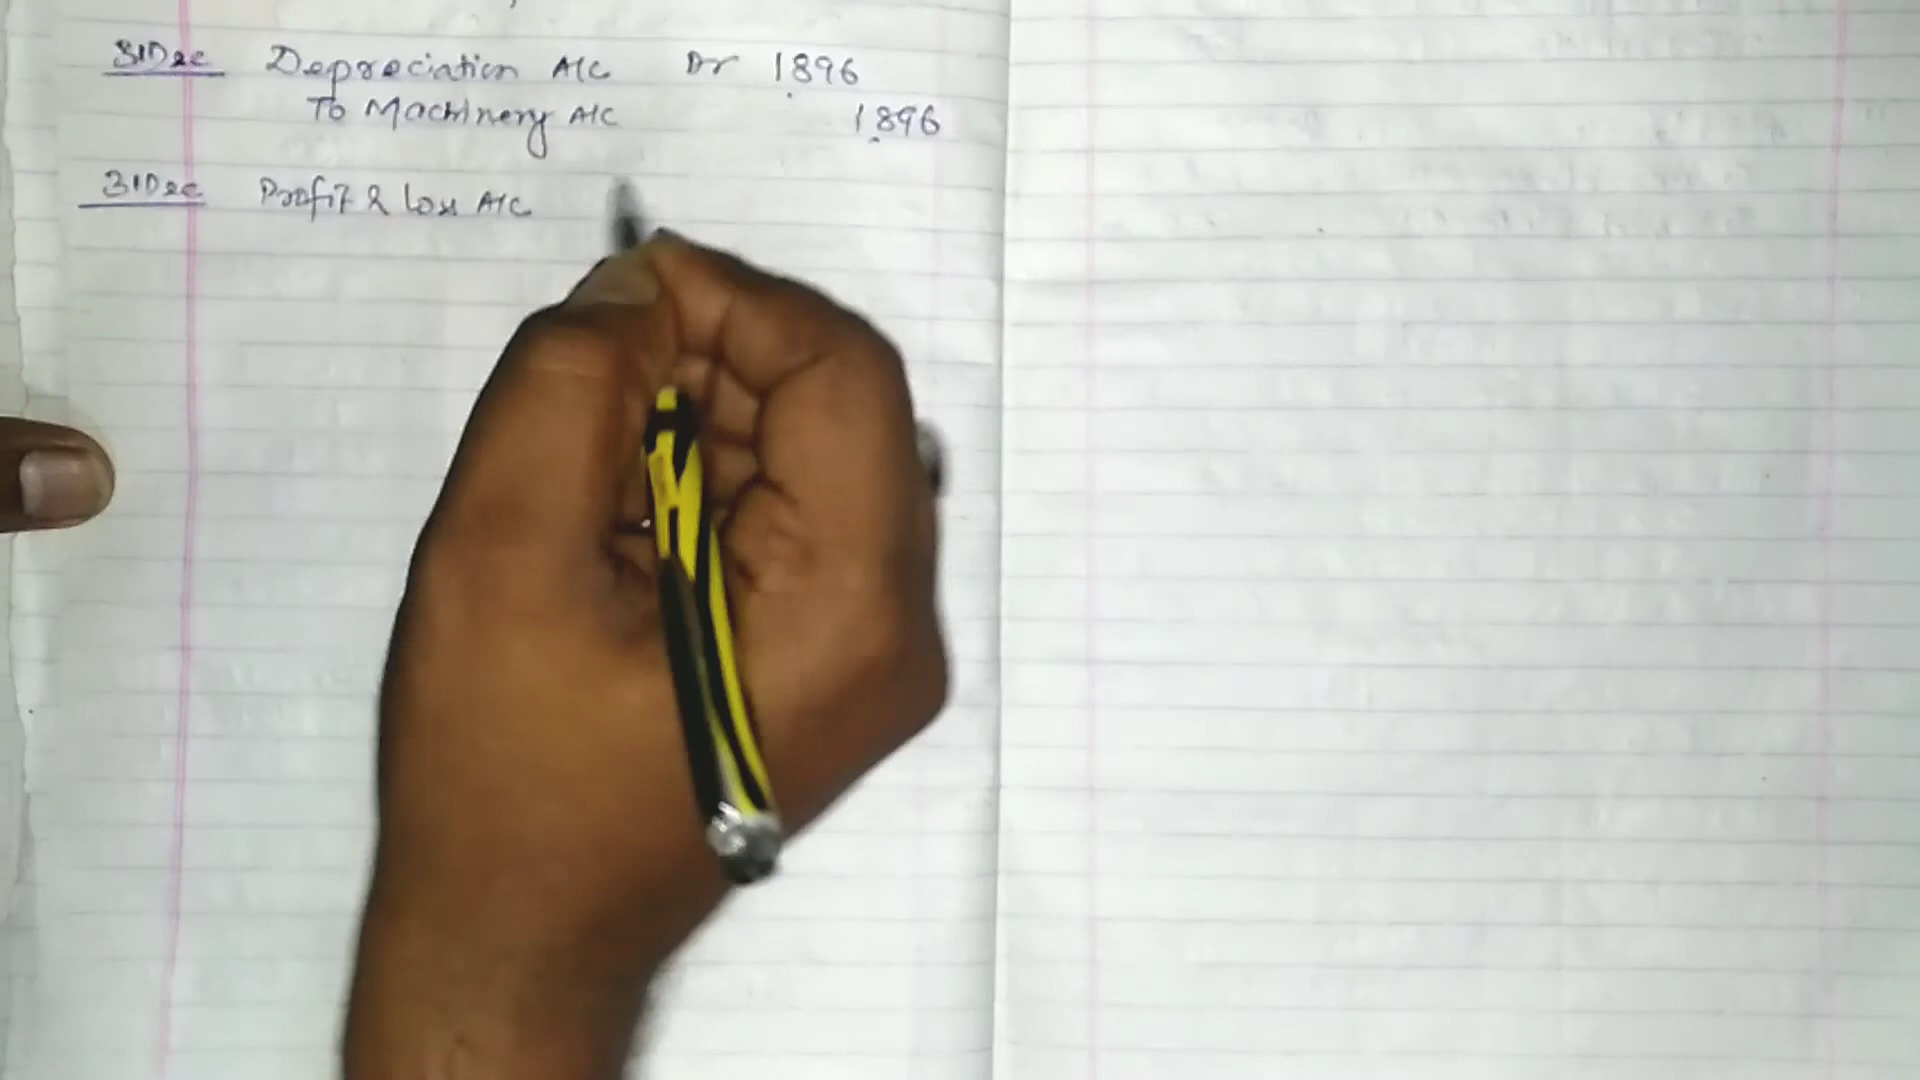 31Dec Depreciation A/C Dr 1896
To Machinery A/C 1896
31Dec Profit & Loss A/C